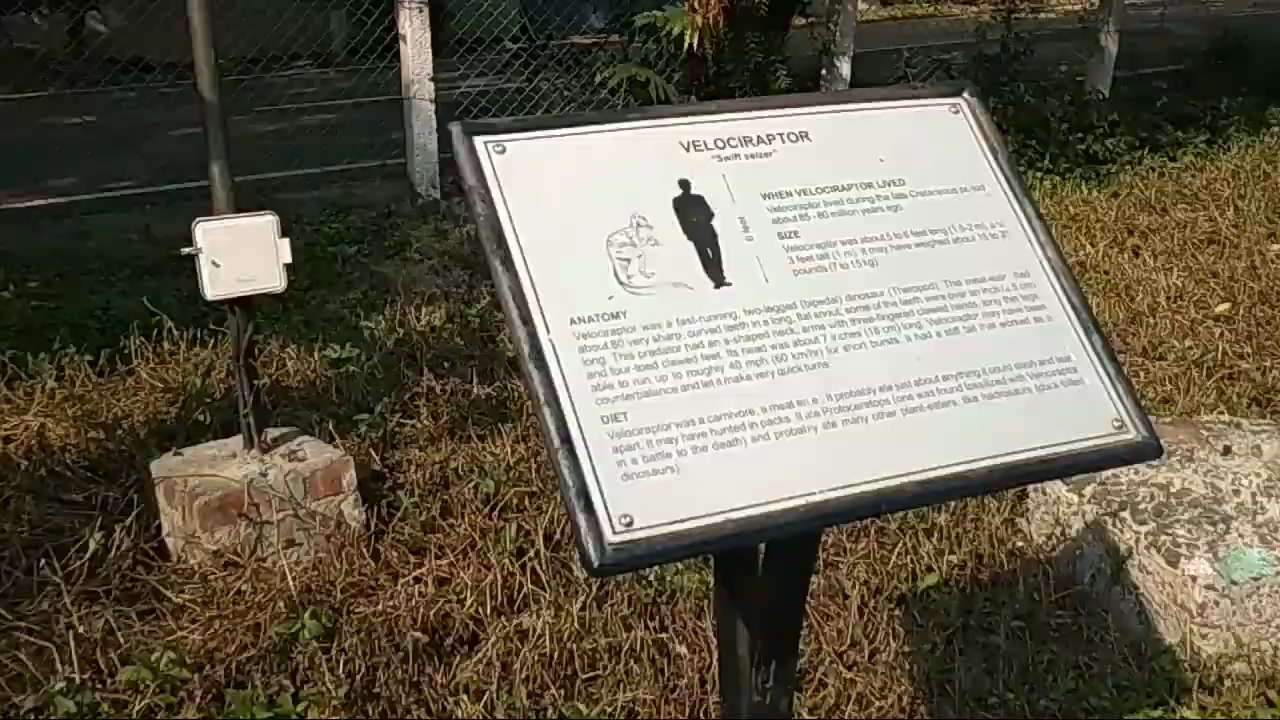 VELOCIRAPTOR
"Swift seizer"
6 feet
WHEN VELOCIRAPTOR LIVED
Velociraptor lived during the late Cretaceous period,
about 85 - 80 million years ago.
SIZE
Velociraptor was about 5 to 6 feet long (1.5-2 m),
3 feet tall (1 m). It may have weighed about 15 to
pounds (7 to 15 kg).
ANATOMY
Velociraptor was a fast-running, two-legged (bipedal) dinosaur (Theropod). This meat-eater had
about 80 very sharp, curved teeth in a long, flat snout; some of the teeth were over an inch (2.5 cm)
long. This predator had an s-shaped neck, arms with three-fingered clawed hands, long thin legs,
and four-toed clawed feet. Its head was about 7 inches (18 cm) long. Velociraptor may have been
able to run up to roughly 40 mph (60 km/hr) for short bursts. It had a stiff tail that worked as a
counterbalance and let it make very quick turns.
DIET
Velociraptor was a carnivore, a meat It probably ate just about anything it could slash and tear
apart. It may have hunted in packs. It ate Protoceratops (one was found fossilized with Velociraptor
in a battle to the death) and probably ate many other plant-eaters, like hadrosaurs (duck billed
dinosaurs)